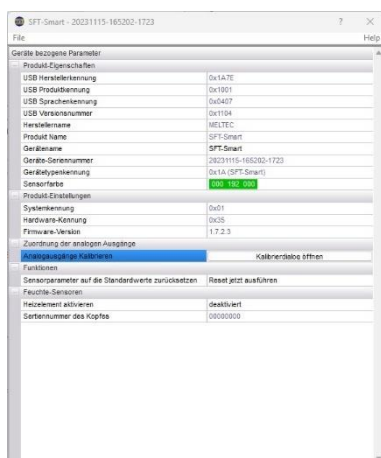 SFT-Smart - 20231115-165202-1723 ?
File Help
Geräte bezogene Parameter
Produkt-Eigenschaften
USB Herstellerkennung 0x1A7E
USB Produktkennung 0x1001
USB Sprachenkennung 0x0407
USB Versionsnummer 0x1104
Herstellername MELTEC
Produkt Name SFT-Smart
Gerätename SFT-Smart
Geräte-Seriennummer 20231115-165202-1723
Gerätetypenkennung 0x1A (SFT-Smart)
Sensorfarbe 000 192 000
Produkt-Einstellungen
Systemkennung 0x01
Hardware-Kennung 0x35
Firmware-Version 1.7.2.3
Zuordnung der analogen Ausgänge
Analogausgänge Kalibrieren Kalibrierdialog öffnen
Funktionen
Sensorparameter auf die Standardwerte zurücksetzen Reset jetzt ausführen
Feuchte-Sensoren
Heizelement aktivieren deaktiviert
Seriennummer des Kopfes 00000000